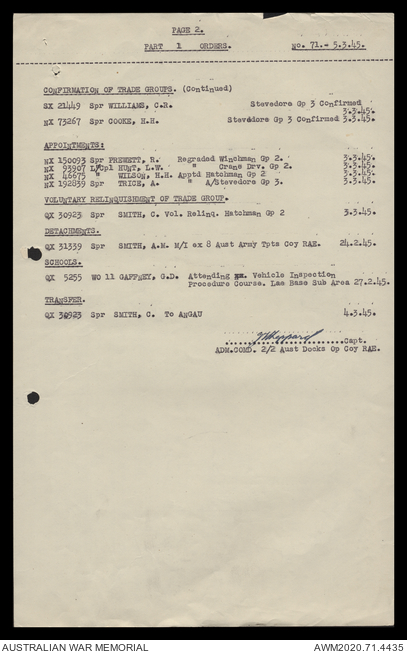 PAGE 2.
PART 1 ORDERS. No. 71.- 5.3.45.
CONFIRMATION OF TRADE GROUPS. (Continued)
SX 21449 Spr WILLIAMS, C.R. Stevedore Gp 3 Confirmed 3.3.45.
NX 73267 Spr COOKE, H.H. Stevedore Gp 3 Confirmed 3.3.45.
APPOINTMENTS:
NX 150093 Spr PREWETT, R. Regraded Winchman Gp 2. 3.3.45.
NX 93907 L/Cpl HUNT, L.W. " Crane Drv. Gp 2. 3.3.45.
NX 46675 " WILSON, H.H. Apptd Hatchman Gp 2 3.3.45.
NX 192839 Spr TRICE, A. " A/Stevedore Gp 3. 3.3.45.
VOLUNTARY RELINQUISHMENT OF TRADE GROUP.
QX 30923 Spr SMITH, C. Vol. Relinq. Hatchman Gp 2 3.3.45.
DETACHMENTS.
QX 31339 Spr SMITH, A.M. M/I ex 8 Aust Army Tpts Coy RAE. 24.2.45.
SCHOOLS.
QX 5255 WO 11 GAFFNEY, G.D. Attending Vehicle Inspection
Procedure Course. Lae Base Sub Area 27.2.45.
TRANSFER.
QX 30923 Spr SMITH, C. To ANGAU 4.3.45.
Capt.
ADM.COMD. 2/2 Aust Docks Op Coy RAE.
AUSTRALIAN WAR MEMORIAL AWM2020.71.4435